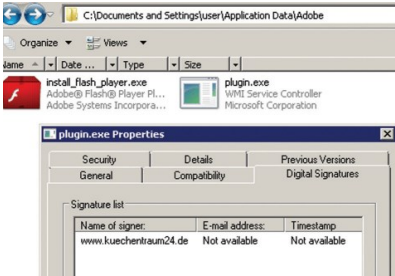 C:\Documents and Settings\user\Application Data\Adobe
Organize Views
Name Date ... Type Size
install_flash_player.exe
Adobe® Flash® Player Pl...
Adobe Systems Incorpora...
plugin.exe
WMI Service Controller
Microsoft Corporation
plugin.exe Properties
Security Details Previous Versions
General Compatibility Digital Signatures
Signature list
Name of signer: E-mail address: Timestamp
www.kuechentraum24.de Not available Not available